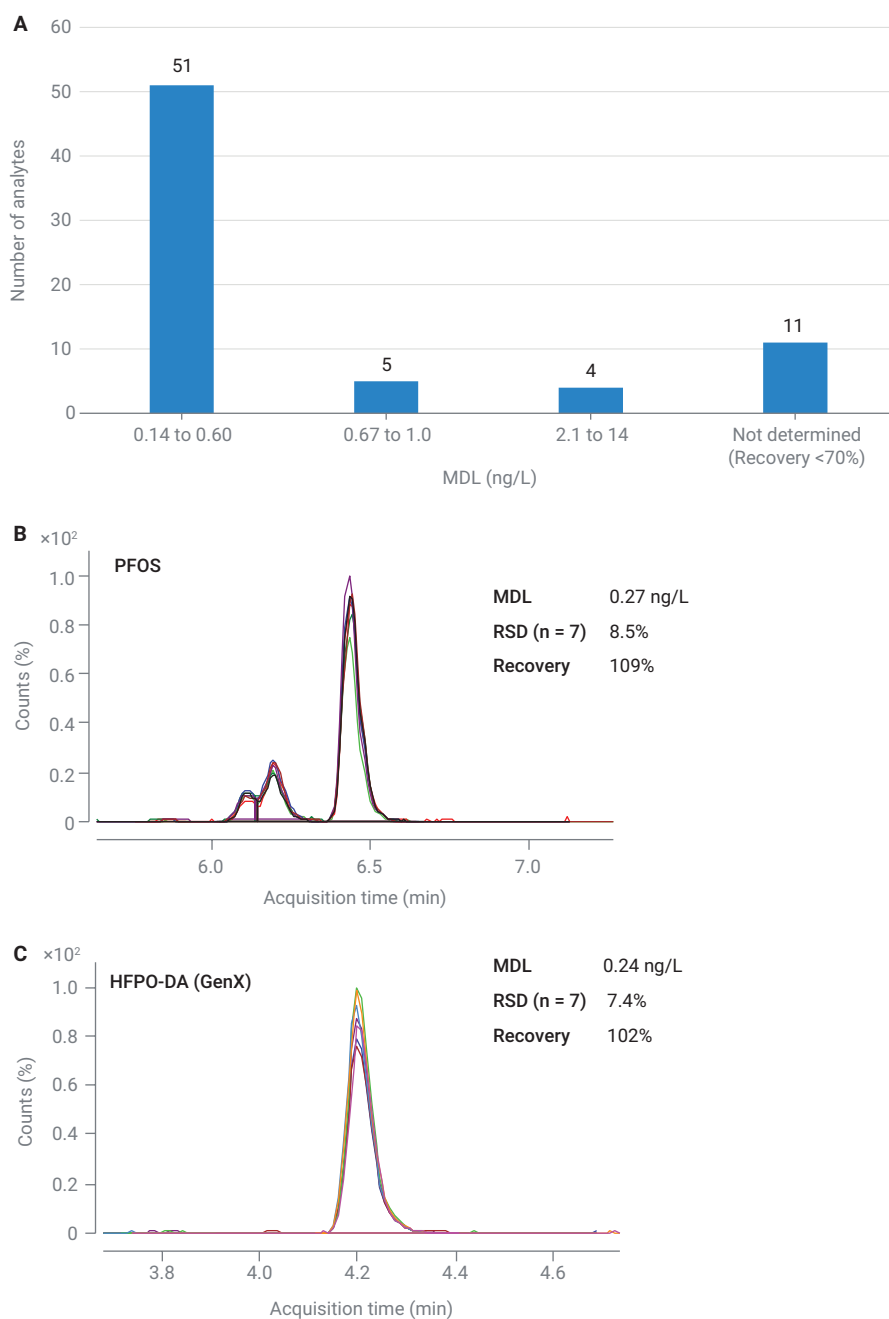 A
60
50
40
30
20
10
0
Number of analytes
51
5
4
11
0.14 to 0.60
0.67 to 1.0
2.1 to 14
Not determined
(Recovery <70%)
MDL (ng/L)
B
×10²
PFOS
1.0
0.8
0.6
0.4
0.2
0
Counts (%)
MDL 0.27 ng/L
RSD (n = 7) 8.5%
Recovery 109%
6.0 6.5 7.0
Acquisition time (min)
C
×10²
HFPO-DA (GenX)
1.0
0.8
0.6
0.4
0.2
0
Counts (%)
MDL 0.24 ng/L
RSD (n = 7) 7.4%
Recovery 102%
3.8 4.0 4.2 4.4 4.6
Acquisition time (min)